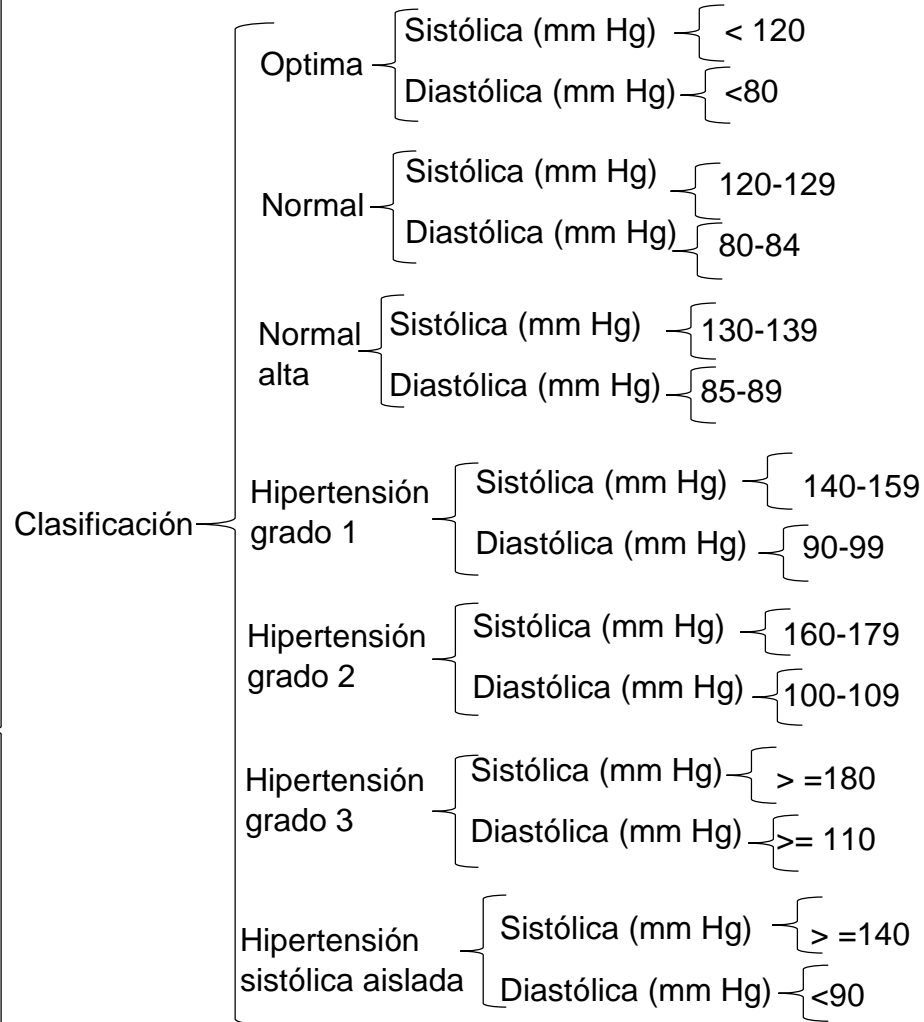 Clasificación
Optima
Sistólica (mm Hg) < 120
Diastólica (mm Hg) <80
Normal
Sistólica (mm Hg) 120-129
Diastólica (mm Hg) 80-84
Normal
alta
Sistólica (mm Hg) 130-139
Diastólica (mm Hg) 85-89
Hipertensión
grado 1
Sistólica (mm Hg) 140-159
Diastólica (mm Hg) 90-99
Hipertensión
grado 2
Sistólica (mm Hg) 160-179
Diastólica (mm Hg) 100-109
Hipertensión
grado 3
Sistólica (mm Hg) > =180
Diastólica (mm Hg) >= 110
Hipertensión
sistólica aislada
Sistólica (mm Hg) > =140
Diastólica (mm Hg) <90